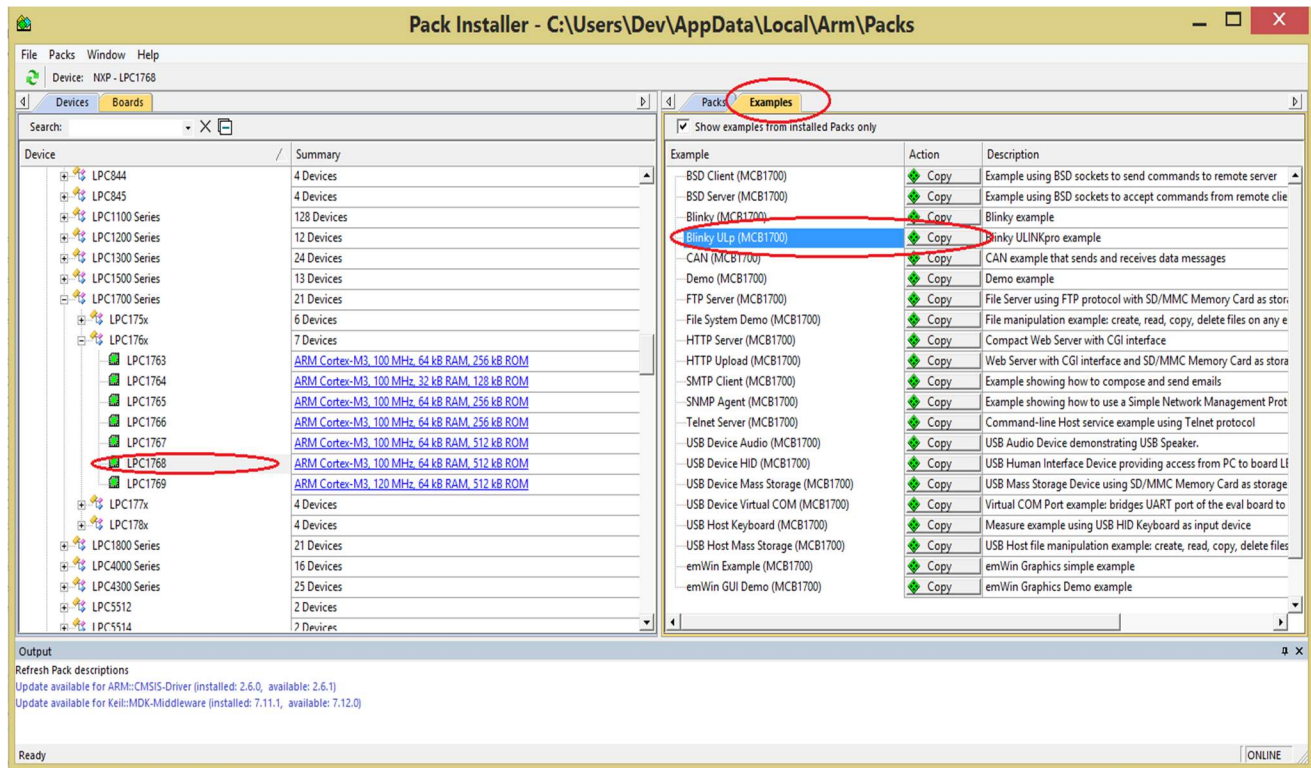 Pack Installer - C:\Users\Dev\AppData\Local\Arm\Packs
File Packs Window Help
Device: NXP - LPC1768
Devices Boards
Search:
Device / Summary
LPC844 4 Devices
LPC845 4 Devices
LPC1100 Series 128 Devices
LPC1200 Series 12 Devices
LPC1300 Series 24 Devices
LPC1500 Series 13 Devices
LPC1700 Series 21 Devices
LPC175x 6 Devices
LPC176x 7 Devices
LPC1763 ARM Cortex-M3, 100 MHz, 64 kB RAM, 256 kB ROM
LPC1764 ARM Cortex-M3, 100 MHz, 32 kB RAM, 128 kB ROM
LPC1765 ARM Cortex-M3, 100 MHz, 64 kB RAM, 256 kB ROM
LPC1766 ARM Cortex-M3, 100 MHz, 64 kB RAM, 256 kB ROM
LPC1767 ARM Cortex-M3, 100 MHz, 64 kB RAM, 512 kB ROM
LPC1768 ARM Cortex-M3, 100 MHz, 64 kB RAM, 512 kB ROM
LPC1769 ARM Cortex-M3, 120 MHz, 64 kB RAM, 512 kB ROM
LPC177x 4 Devices
LPC178x 4 Devices
LPC1800 Series 21 Devices
LPC4000 Series 16 Devices
LPC4300 Series 25 Devices
LPC5512 2 Devices
LPC5514 2 Devices
Packs Examples
Show examples from installed Packs only
Example Action Description
BSD Client (MCB1700) Copy Example using BSD sockets to send commands to remote server
BSD Server (MCB1700) Copy Example using BSD sockets to accept commands from remote clie
Blinky (MCB1700) Copy Blinky example
Blinky ULp (MCB1700) Copy Blinky ULINKpro example
CAN (MCB1700) Copy CAN example that sends and receives data messages
Demo (MCB1700) Copy Demo example
FTP Server (MCB1700) Copy File Server using FTP protocol with SD/MMC Memory Card as stora
File System Demo (MCB1700) Copy File manipulation example: create, read, copy, delete files on any e
HTTP Server (MCB1700) Copy Compact Web Server with CGI interface
HTTP Upload (MCB1700) Copy Web Server with CGI interface and SD/MMC Memory Card as stora
SMTP Client (MCB1700) Copy Example showing how to compose and send emails
SNMP Agent (MCB1700) Copy Example showing how to use a Simple Network Management Prot
Telnet Server (MCB1700) Copy Command-line Host service example using Telnet protocol
USB Device Audio (MCB1700) Copy USB Audio Device demonstrating USB Speaker.
USB Device HID (MCB1700) Copy USB Human Interface Device providing access from PC to board LE
USB Device Mass Storage (MCB1700) Copy USB Mass Storage Device using SD/MMC Memory Card as storage
USB Device Virtual COM (MCB1700) Copy Virtual COM Port example: bridges UART port of the eval board to
USB Host Keyboard (MCB1700) Copy Measure example using USB HID Keyboard as input device
USB Host Mass Storage (MCB1700) Copy USB Host file manipulation example: create, read, copy, delete files
emWin Example (MCB1700) Copy emWin Graphics simple example
emWin GUI Demo (MCB1700) Copy emWin Graphics Demo example
Output
Refresh Pack descriptions
Update available for ARM::CMSIS-Driver (installed: 2.6.0, available: 2.6.1)
Update available for Keil::MDK-Middleware (installed: 7.11.1, available: 7.12.0)
Ready ONLINE